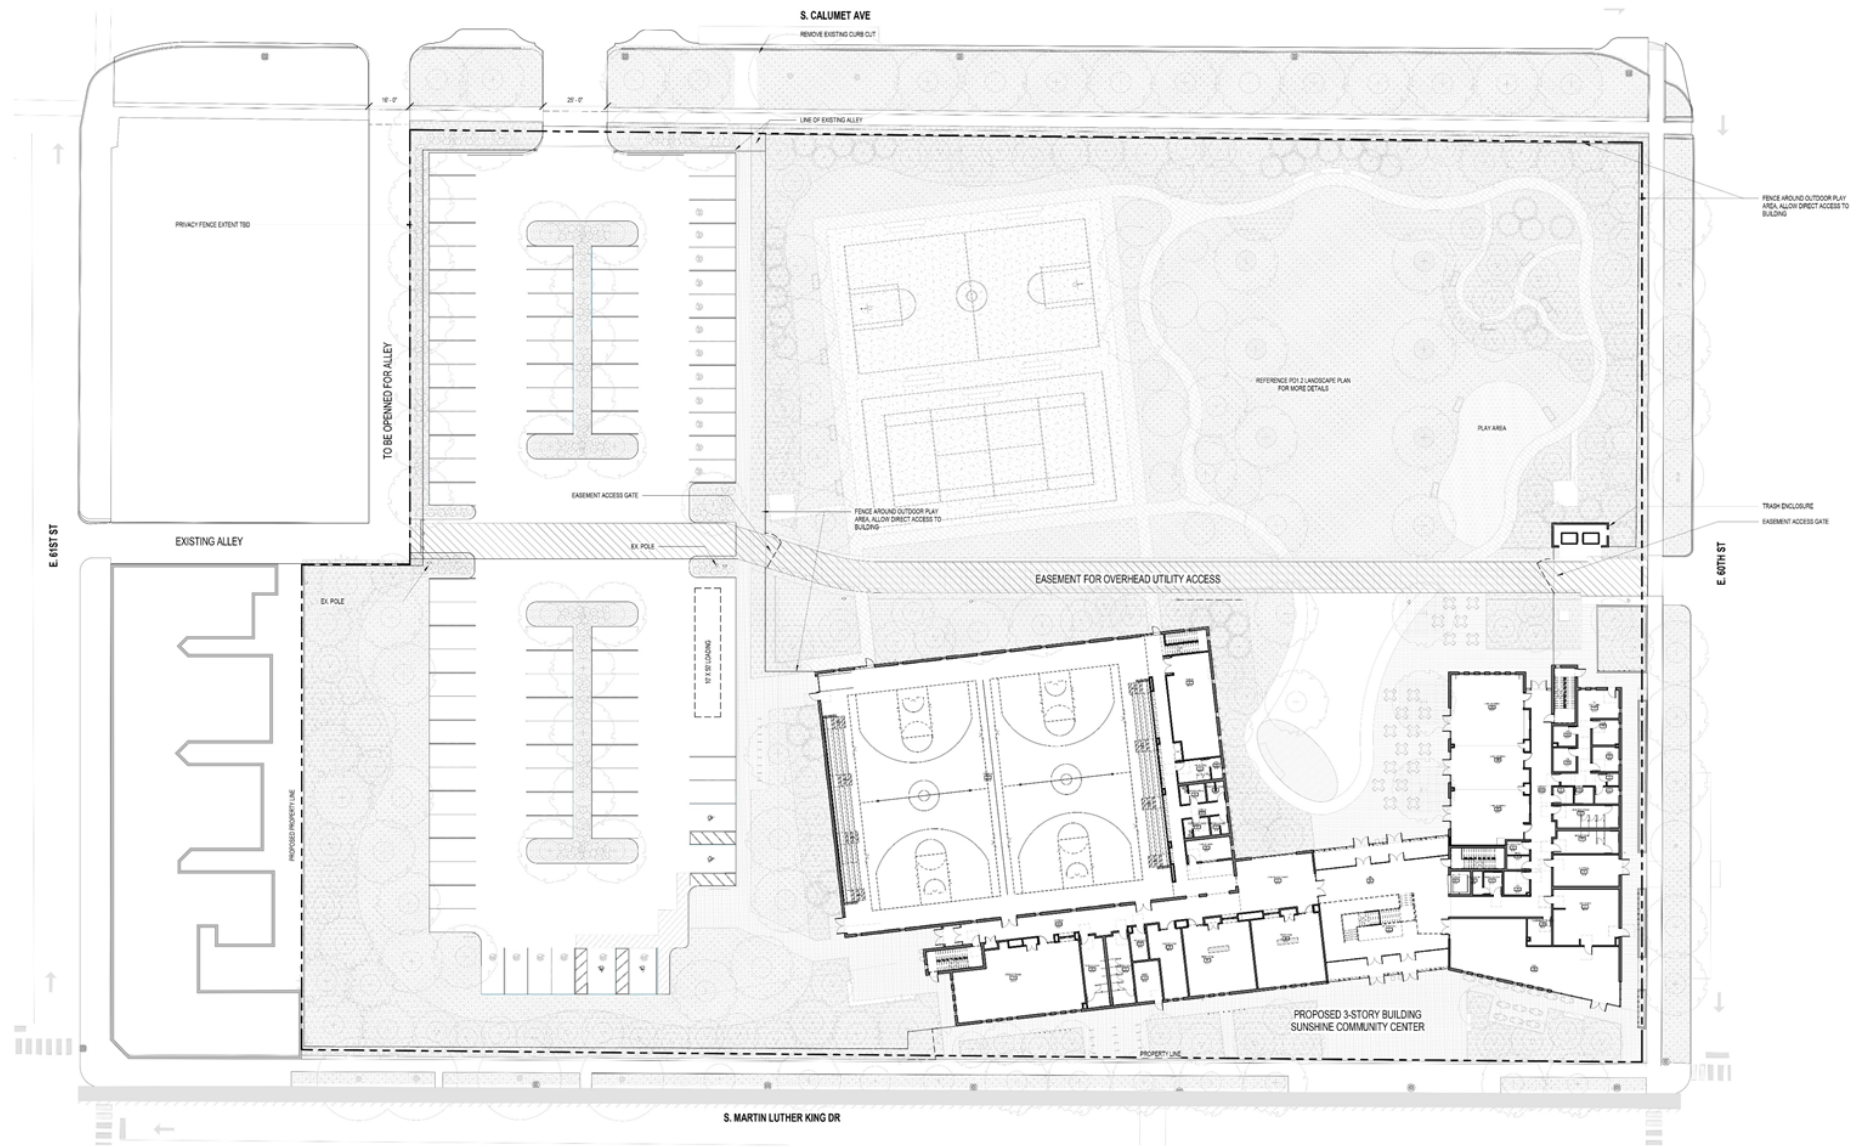 S. CALUMET AVE
REMOVE EXISTING CURB CUT
16' - 0"
25' - 0"
LINE OF EXISTING ALLEY
PRIVACY FENCE EXTENT TBD
FENCE AROUND OUTDOOR PLAY
AREA, ALLOW DIRECT ACCESS TO
BUILDING
TO BE OPENNED FOR ALLEY
REFERENCE PD1.2 LANDSCAPE PLAN
FOR MORE DETAILS
PLAY AREA
EASEMENT ACCESS GATE
FENCE AROUND OUTDOOR PLAY
AREA, ALLOW DIRECT ACCESS TO
BUILDING
TRASH ENCLOSURE
EASEMENT ACCESS GATE
E. 61ST ST
EXISTING ALLEY
EX. POLE
E. 60TH ST
EASEMENT FOR OVERHEAD UTILITY ACCESS
EX. POLE
10' X 50' LOADING
PROPOSED PROPERTY LINE
PROPOSED 3-STORY BUILDING
SUNSHINE COMMUNITY CENTER
PROPERTY LINE
S. MARTIN LUTHER KING DR